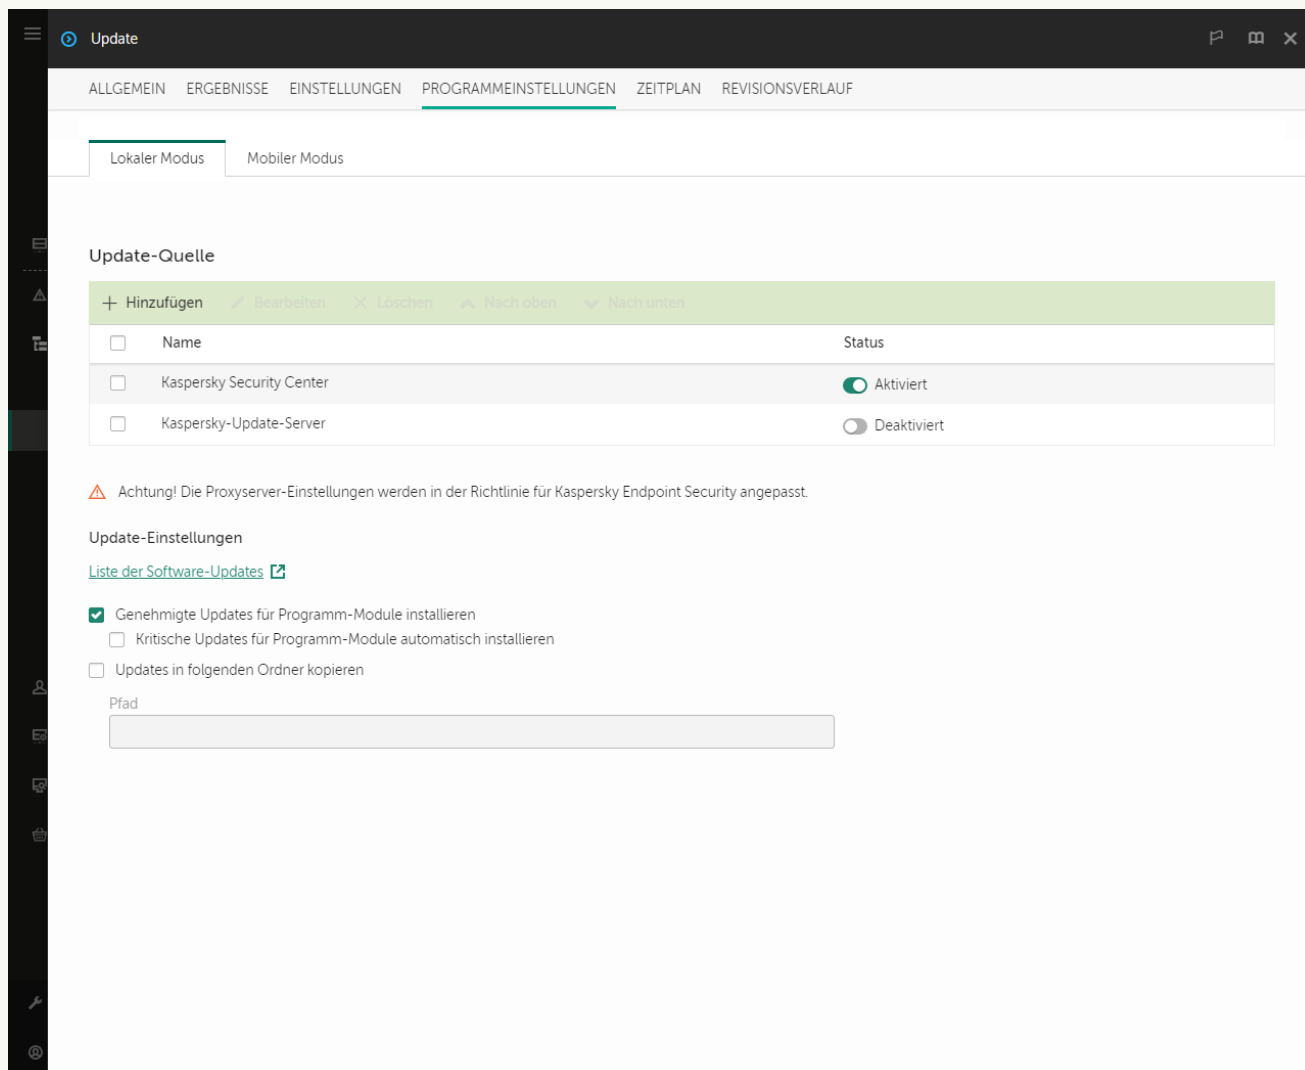 Update
ALLGEMEIN ERGEBNISSE EINSTELLUNGEN PROGRAMMEINSTELLUNGEN ZEITPLAN REVISIONSVERLAUF
Lokaler Modus Mobiler Modus
Update-Quelle
Hinzufügen Bearbeiten Löschen Nach oben Nach unten
Name Status
Kaspersky Security Center Aktiviert
Kaspersky-Update-Server Deaktiviert
Achtung! Die Proxyserver-Einstellungen werden in der Richtlinie für Kaspersky Endpoint Security angepasst.
Update-Einstellungen
Liste der Software-Updates
Genehmigte Updates für Programm-Module installieren
Kritische Updates für Programm-Module automatisch installieren
Updates in folgenden Ordner kopieren
Pfad